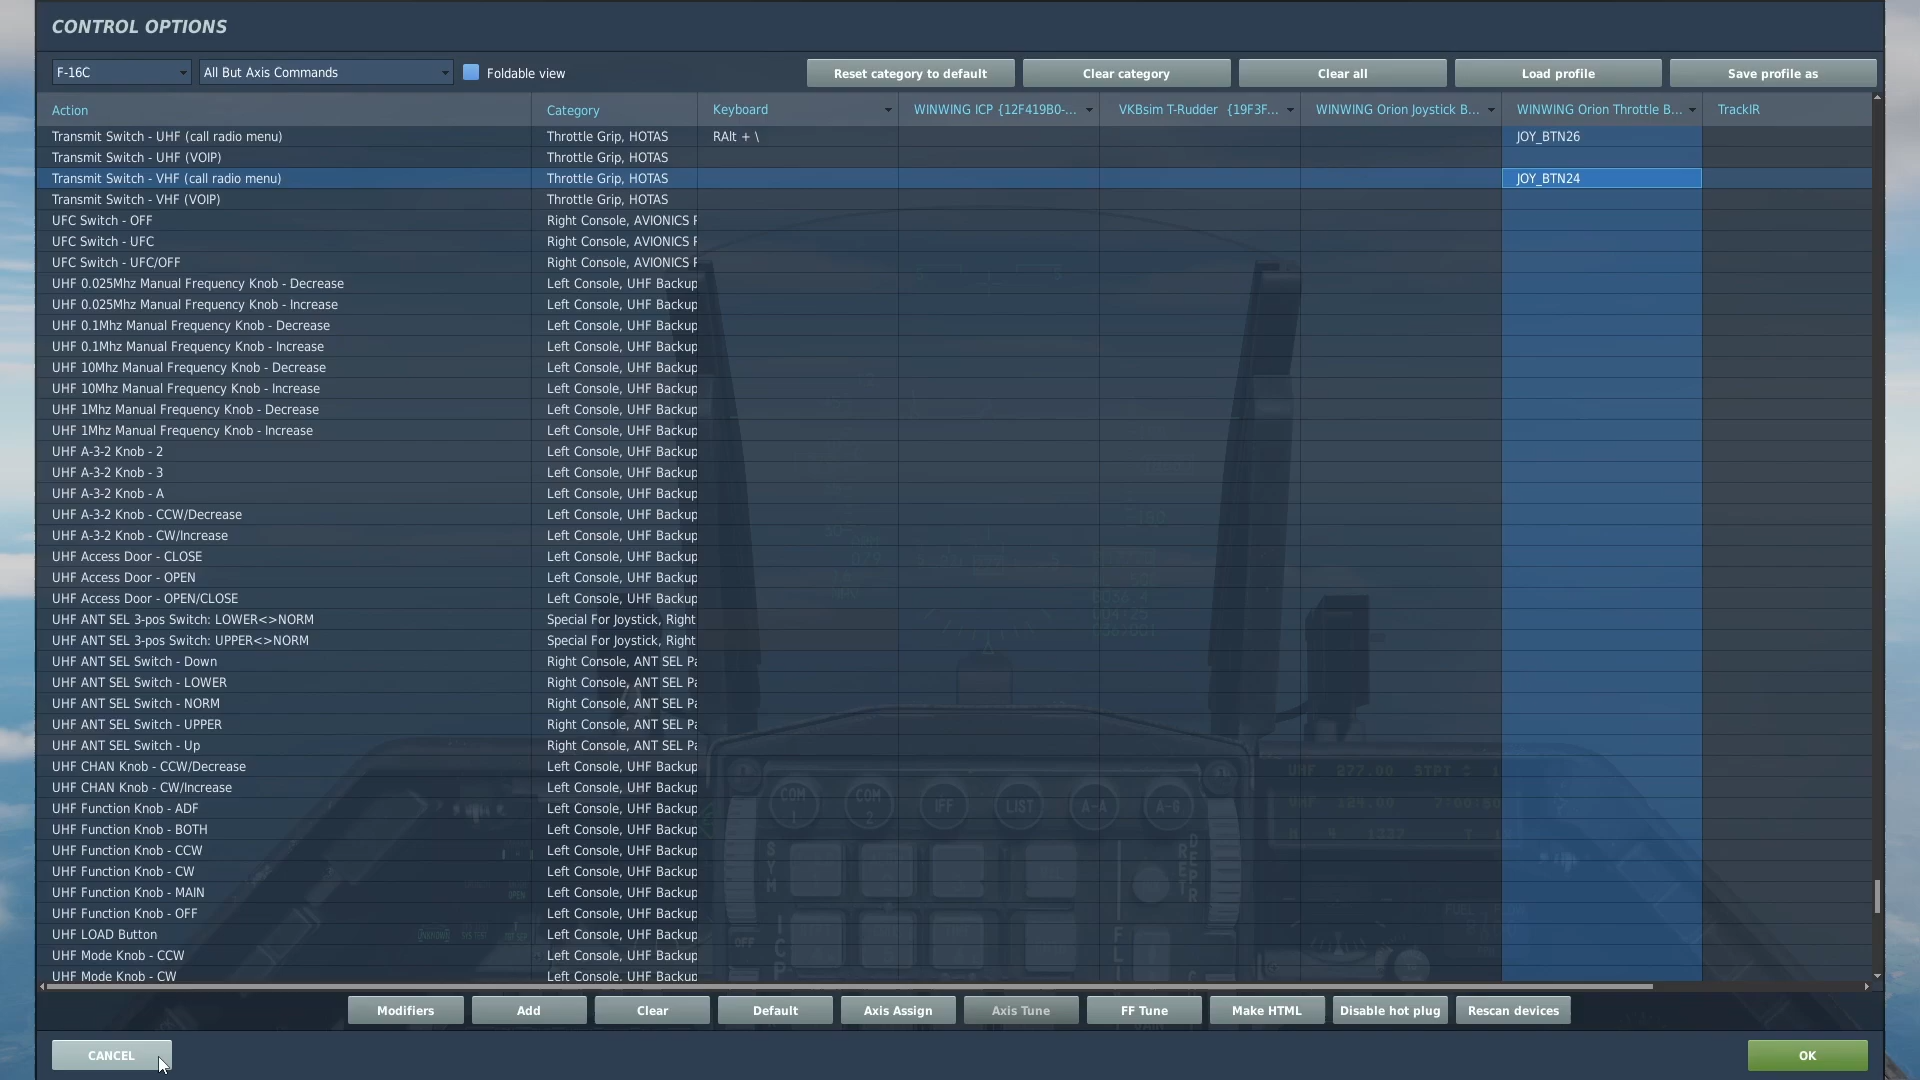 CONTROL OPTIONS
F-16C All But Axis Commands Foldable view Reset category to default Clear category Clear all Load profile Save profile as
Action Category Keyboard WINWING ICP {12F419B0-... VKBsim T-Rudder {19F3F... WINWING Orion Joystick B... WINWING Orion Throttle B... TrackIR
Transmit Switch - UHF (call radio menu) Throttle Grip, HOTAS RAlt + \ JOY_BTN26
Transmit Switch - UHF (VOIP) Throttle Grip, HOTAS
Transmit Switch - VHF (call radio menu) Throttle Grip, HOTAS JOY_BTN24
Transmit Switch - VHF (VOIP) Throttle Grip, HOTAS
UFC Switch - OFF Right Console, AVIONICS P
UFC Switch - UFC Right Console, AVIONICS P
UFC Switch - UFC/OFF Right Console, AVIONICS P
UHF 0.025Mhz Manual Frequency Knob - Decrease Left Console, UHF Backup
UHF 0.025Mhz Manual Frequency Knob - Increase Left Console, UHF Backup
UHF 0.1Mhz Manual Frequency Knob - Decrease Left Console, UHF Backup
UHF 0.1Mhz Manual Frequency Knob - Increase Left Console, UHF Backup
UHF 10Mhz Manual Frequency Knob - Decrease Left Console, UHF Backup
UHF 10Mhz Manual Frequency Knob - Increase Left Console, UHF Backup
UHF 1Mhz Manual Frequency Knob - Decrease Left Console, UHF Backup
UHF 1Mhz Manual Frequency Knob - Increase Left Console, UHF Backup
UHF A-3-2 Knob - 2 Left Console, UHF Backup
UHF A-3-2 Knob - 3 Left Console, UHF Backup
UHF A-3-2 Knob - A Left Console, UHF Backup
UHF A-3-2 Knob - CCW/Decrease Left Console, UHF Backup
UHF A-3-2 Knob - CW/Increase Left Console, UHF Backup
UHF Access Door - CLOSE Left Console, UHF Backup
UHF Access Door - OPEN Left Console, UHF Backup
UHF Access Door - OPEN/CLOSE Left Console, UHF Backup
UHF ANT SEL 3-pos Switch: LOWER<>NORM Special For Joystick, Right
UHF ANT SEL 3-pos Switch: UPPER<>NORM Special For Joystick, Right
UHF ANT SEL Switch - Down Right Console, ANT SEL Pa
UHF ANT SEL Switch - LOWER Right Console, ANT SEL Pa
UHF ANT SEL Switch - NORM Right Console, ANT SEL Pa
UHF ANT SEL Switch - UPPER Right Console, ANT SEL Pa
UHF ANT SEL Switch - Up Right Console, ANT SEL Pa
UHF CHAN Knob - CCW/Decrease Left Console, UHF Backup
UHF CHAN Knob - CW/Increase Left Console, UHF Backup
UHF Function Knob - ADF Left Console, UHF Backup
UHF Function Knob - BOTH Left Console, UHF Backup
UHF Function Knob - CCW Left Console, UHF Backup
UHF Function Knob - CW Left Console, UHF Backup
UHF Function Knob - MAIN Left Console, UHF Backup
UHF Function Knob - OFF Left Console, UHF Backup
UHF LOAD Button Left Console, UHF Backup
UHF Mode Knob - CCW Left Console, UHF Backup
UHF Mode Knob - CW Left Console, UHF Backup
COM 1 COM 2 IFF LIST A-A A-G
Modifiers Add Clear Default Axis Assign Axis Tune FF Tune Make HTML Disable hot plug Rescan devices
CANCEL OK